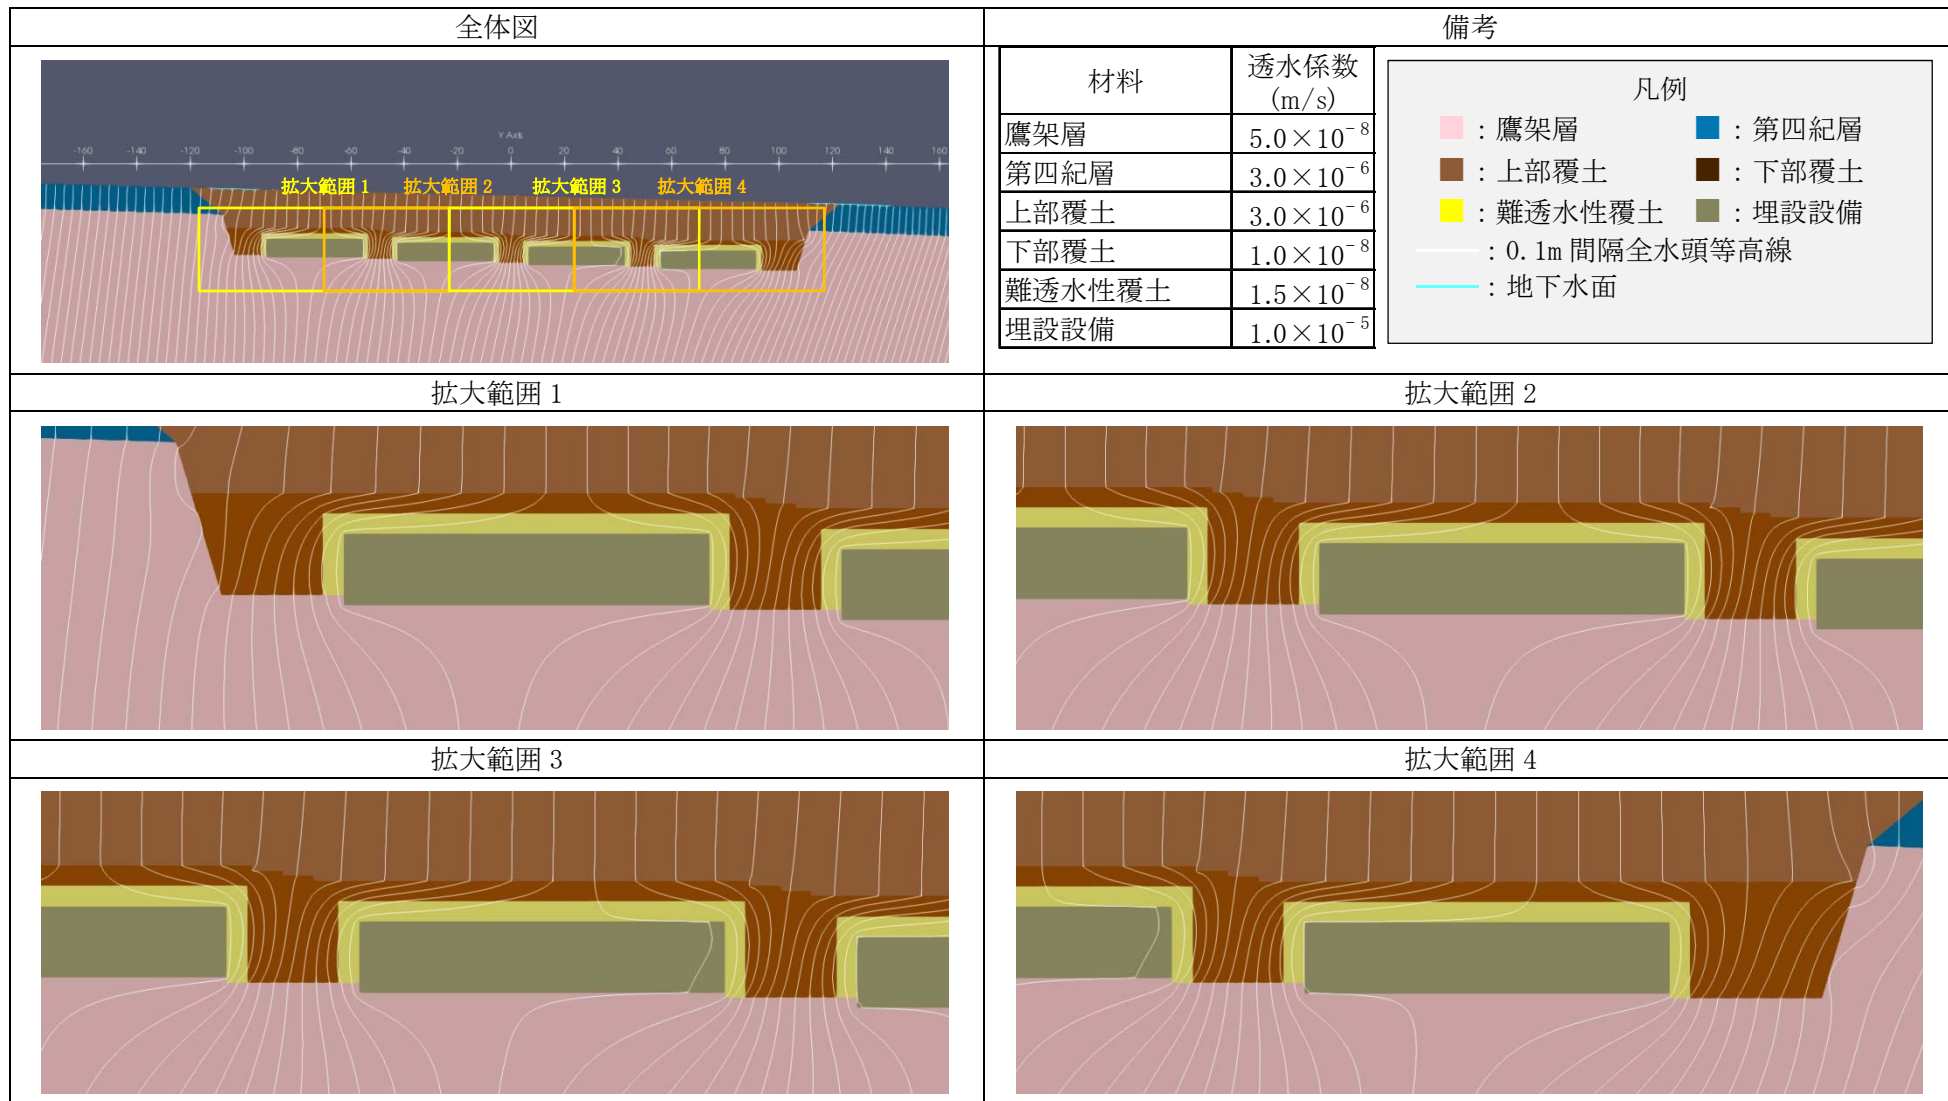 全体図
備考
Y Axis
-160 -140 -120 -100 -80 -60 -40 -20 0 20 40 60 80 100 120 140 160
拡大範囲 1 拡大範囲 2 拡大範囲 3 拡大範囲 4
材料 透水係数
(m/s)
鷹架層 5.0×10⁻⁸
第四紀層 3.0×10⁻⁶
上部覆土 3.0×10⁻⁶
下部覆土 1.0×10⁻⁸
難透水性覆土 1.5×10⁻⁸
埋設設備 1.0×10⁻⁵
凡例
：鷹架層 ：第四紀層
：上部覆土 ：下部覆土
：難透水性覆土 ：埋設設備
：0.1m 間隔全水頭等高線
：地下水面
拡大範囲 1
拡大範囲 2
拡大範囲 3
拡大範囲 4